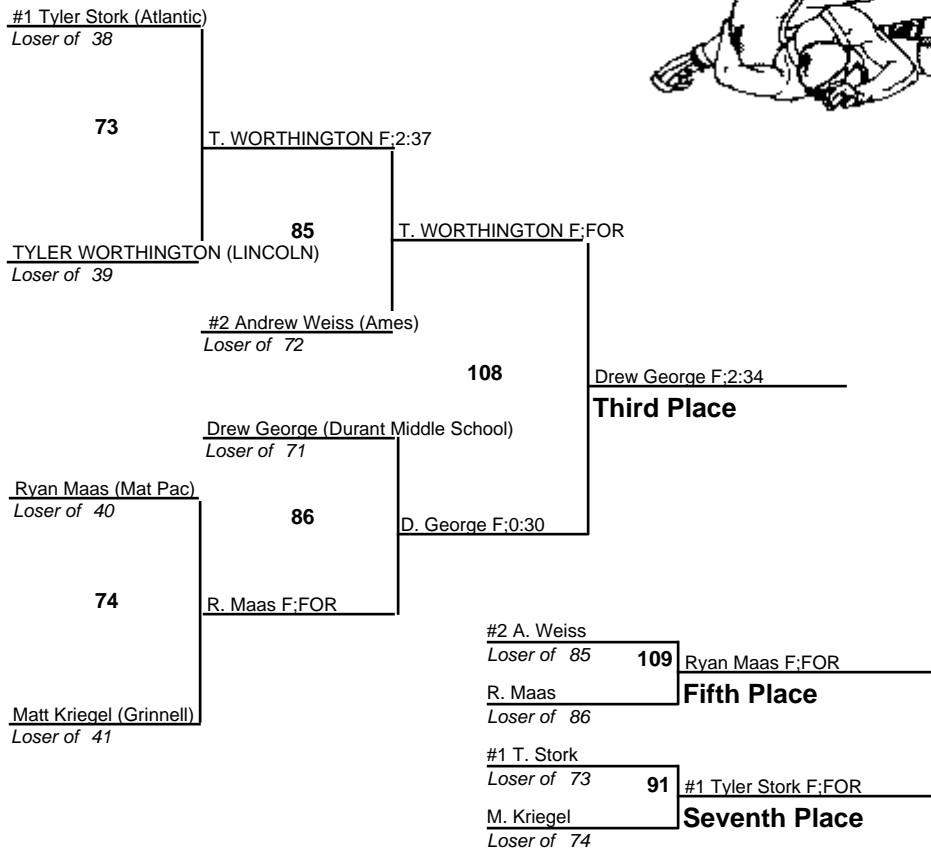 #1 Tyler Stork (Atlantic)
Loser of 38
73
T. WORTHINGTON F;2:37
85
T. WORTHINGTON F;FOR
TYLER WORTHINGTON (LINCOLN)
Loser of 39
#2 Andrew Weiss (Ames)
Loser of 72
108
Drew George F;2:34
Third Place
Drew George (Durant Middle School)
Loser of 71
Ryan Maas (Mat Pac)
Loser of 40
86
D. George F;0:30
74
R. Maas F;FOR
Matt Kriegel (Grinnell)
Loser of 41
#2 A. Weiss
Loser of 85
109
Ryan Maas F;FOR
Fifth Place
R. Maas
Loser of 86
#1 T. Stork
Loser of 73
91
#1 Tyler Stork F;FOR
Seventh Place
M. Kriegel
Loser of 74